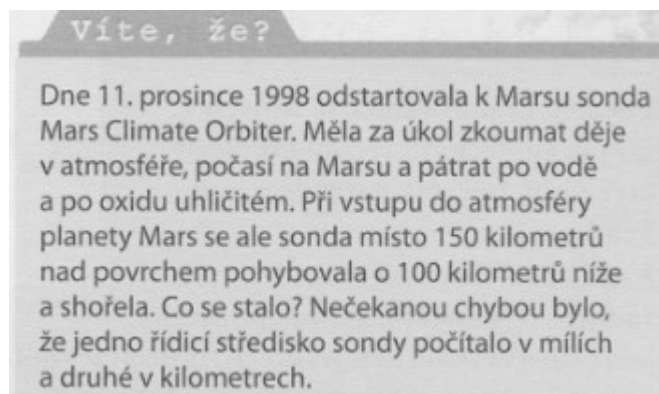 Víte, že?
Dne 11. prosince 1998 odstartovala k Marsu sonda
Mars Climate Orbiter. Měla za úkol zkoumat děje
v atmosféře, počasí na Marsu a pátrat po vodě
a po oxidu uhličitém. Při vstupu do atmosféry
planety Mars se ale sonda místo 150 kilometrů
nad povrchem pohybovala o 100 kilometrů níže
a shořela. Co se stalo? Nečekanou chybou bylo,
že jedno řídicí středisko sondy počítalo v mílích
a druhé v kilometrech.